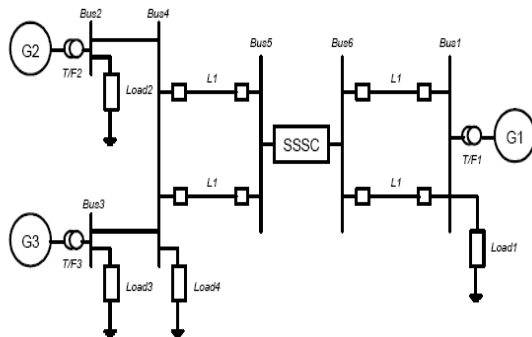 Bus2
Bus4
G2
T/F2
Load2
L1
Bus5
Bus6
L1
Bus1
SSSC
G1
T/F1
L1
L1
Bus3
G3
T/F3
Load3
Load4
Load1